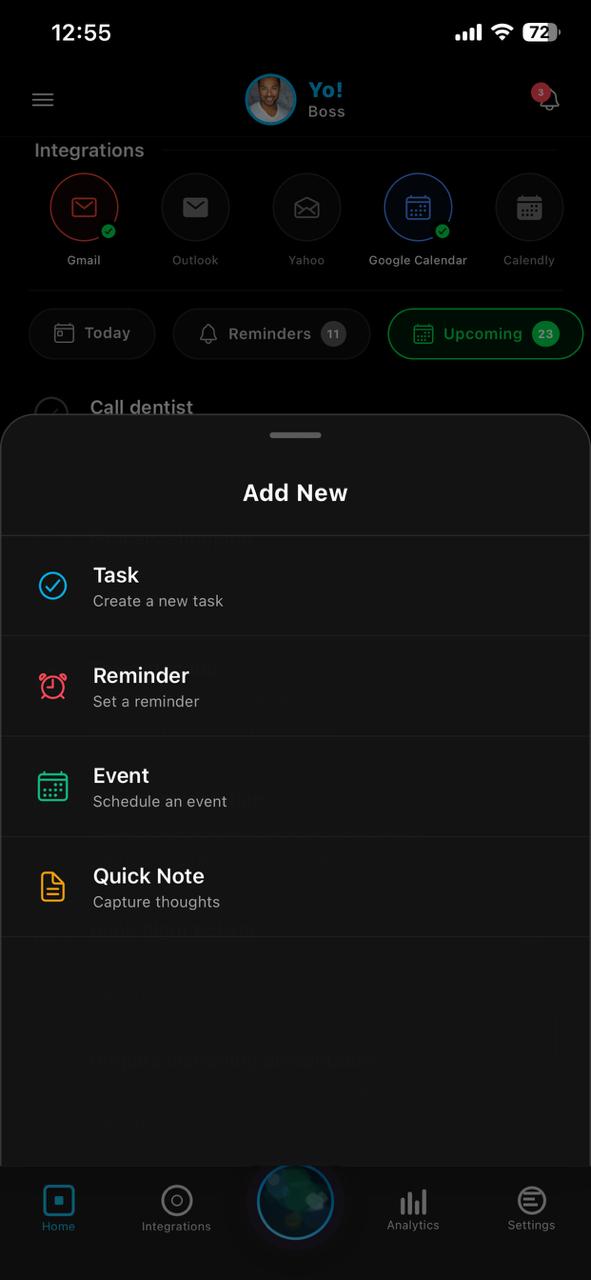 12:55
72
Yo!
Boss
3
Integrations
Gmail
Outlook
Yahoo
Google Calendar
Calendly
Today
Reminders 11
Upcoming 23
Call dentist
Add New
Task
Create a new task
Reminder
Set a reminder
Event
Schedule an event
Quick Note
Capture thoughts
Home
Integrations
Analytics
Settings